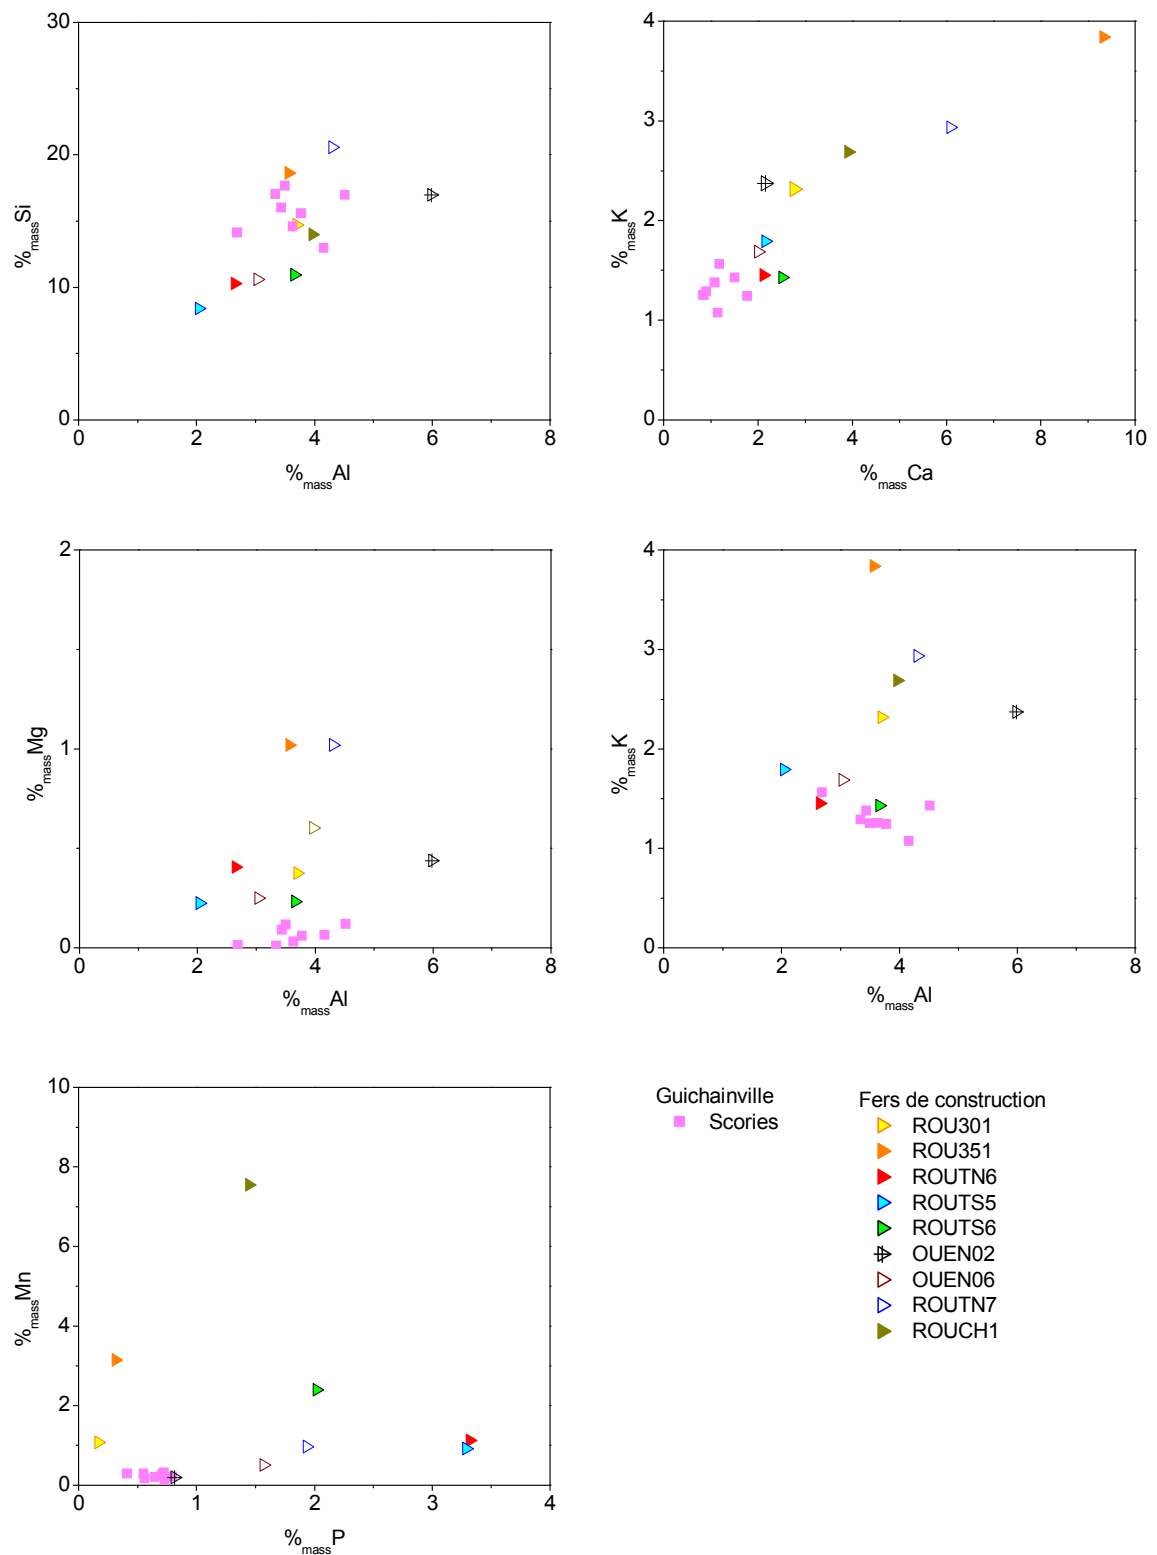 30
20
10
0
%massSi
0 2 4 6 8
%massAl
4
3
2
1
0
%massK
0 2 4 6 8 10
%massCa
2
1
0
%massMg
0 2 4 6 8
%massAl
4
3
2
1
0
%massK
0 2 4 6 8
%massAl
10
8
6
4
2
0
%massMn
0 1 2 3 4
%massP
Guichainville
Scories
Fers de construction
ROU301
ROU351
ROUTN6
ROUTS5
ROUTS6
OUEN02
OUEN06
ROUTN7
ROUCH1